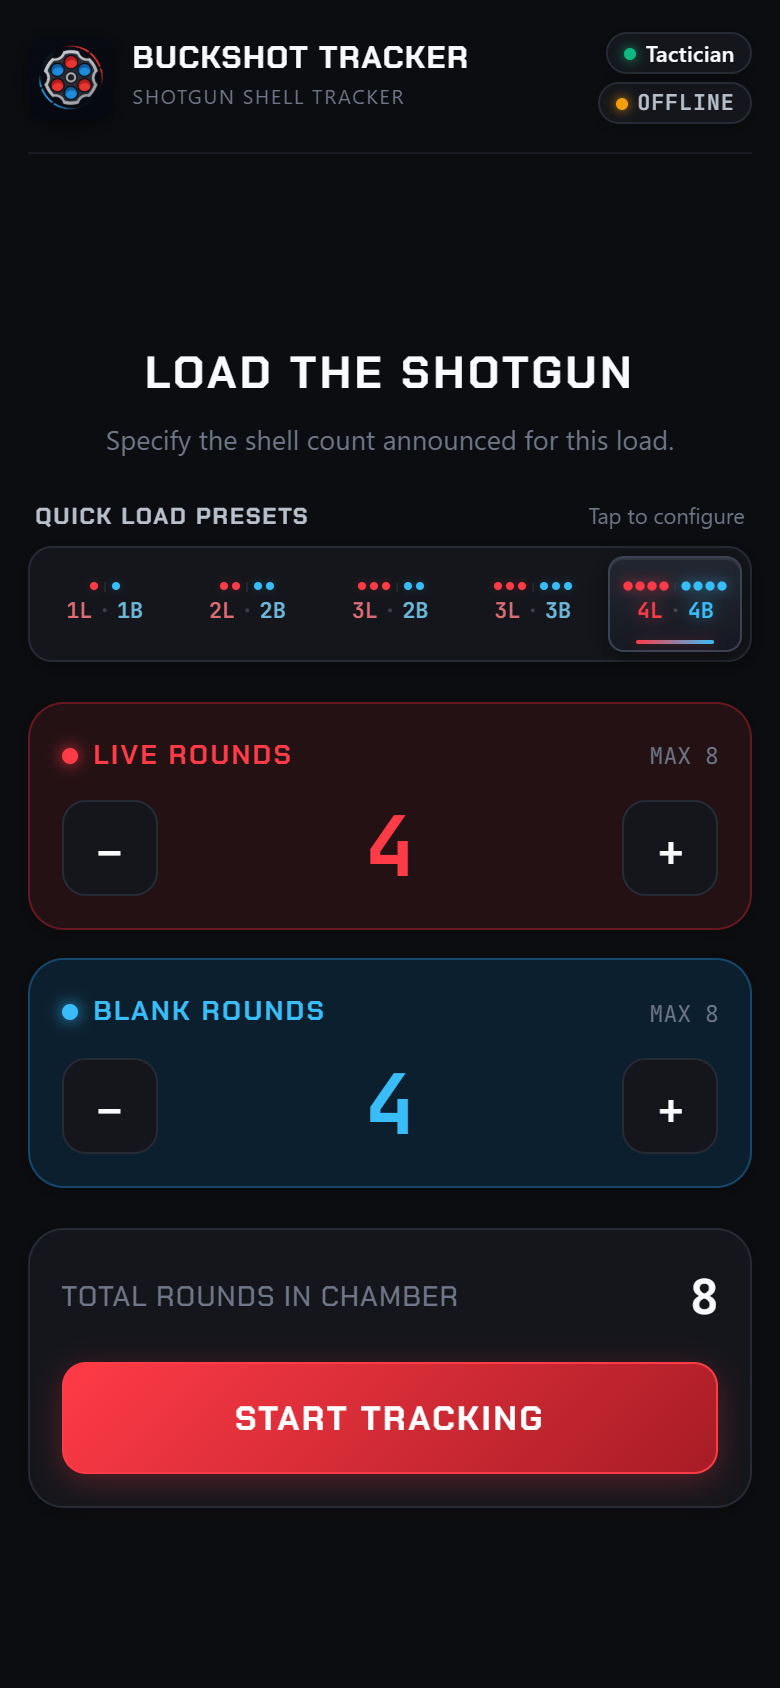 BUCKSHOT TRACKER
SHOTGUN SHELL TRACKER
Tactician
OFFLINE
LOAD THE SHOTGUN
Specify the shell count announced for this load.
QUICK LOAD PRESETS
Tap to configure
1L · 1B
2L · 2B
3L · 2B
3L · 3B
4L · 4B
LIVE ROUNDS
MAX 8
− 4 +
BLANK ROUNDS
MAX 8
− 4 +
TOTAL ROUNDS IN CHAMBER
8
START TRACKING